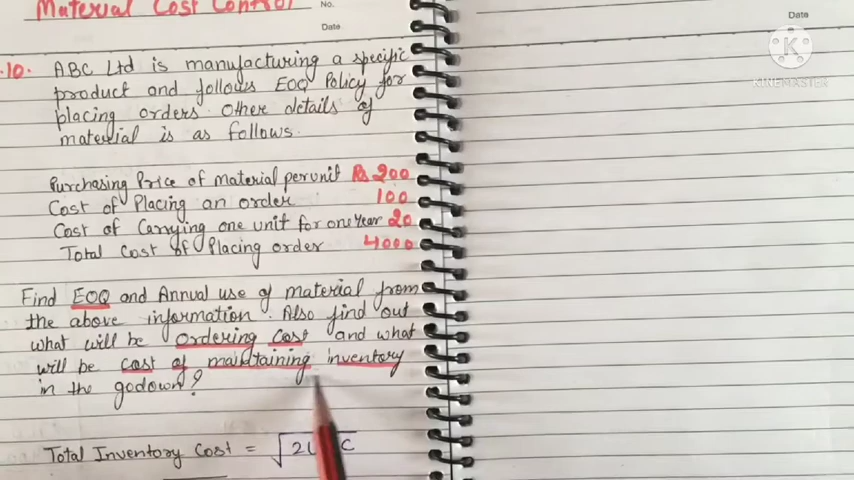 Material Cost Control
No.
Date
Date
10. ABC Ltd is manufacturing a specific
product and follows EOQ Policy for
placing orders. Other details of
material is as follows.
Purchasing Price of Material per unit Rs 200
Cost of Placing an order 100
Cost of Carrying one unit for one Year 20
Total Cost of Placing order 4000
Find EOQ and Annual use of material from
the above information. Also find out
what will be ordering cost and what
will be cost of maintaining inventory
in the godown?
Total Inventory Cost = √2 C
KINEMASTER